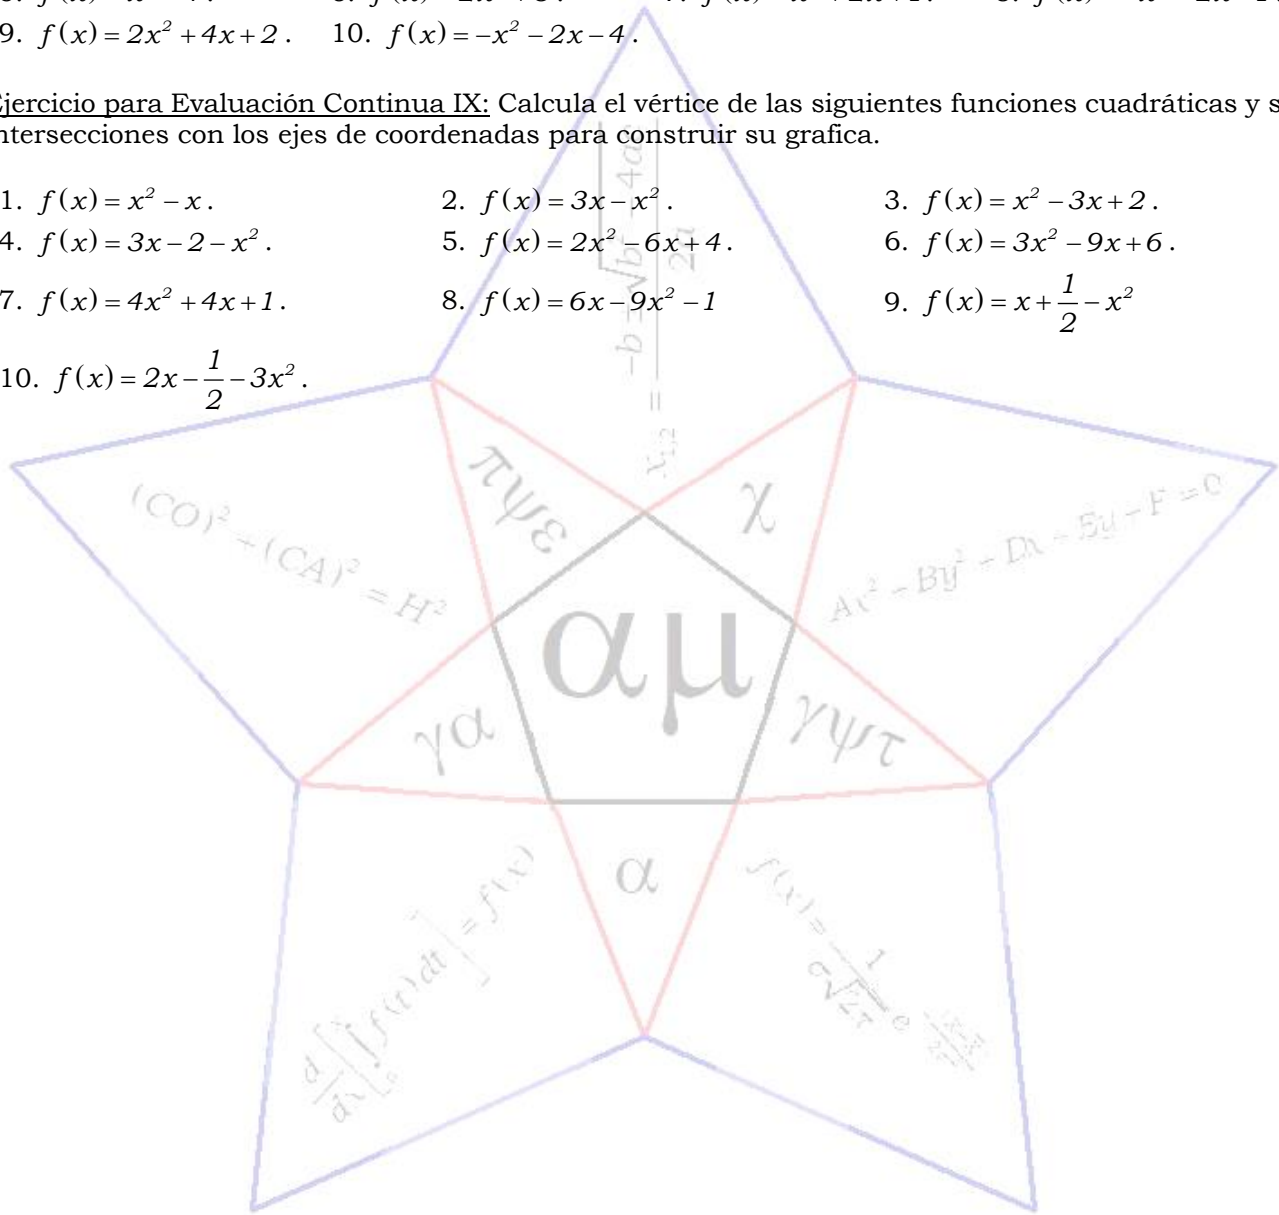 9. f(x) = 2x² + 4x + 2. 10. f(x) = −x² − 2x − 4.
Ejercicio para Evaluación Continua IX: Calcula el vértice de las siguientes funciones cuadráticas y s
ntersecciones con los ejes de coordenadas para construir su grafica.
1. f(x) = x² − x. 2. f(x) = 3x − x². 3. f(x) = x² − 3x + 2.
4. f(x) = 3x − 2 − x². 5. f(x) = 2x² − 6x + 4. 6. f(x) = 3x² − 9x + 6.
7. f(x) = 4x² + 4x + 1. 8. f(x) = 6x − 9x² − 1 9. f(x) = x + 1/2 − x²
10. f(x) = 2x − 1/2 − 3x².
πψε
χ
(CO)² + (CA)² = H²
αμ
γα
γψτ
α